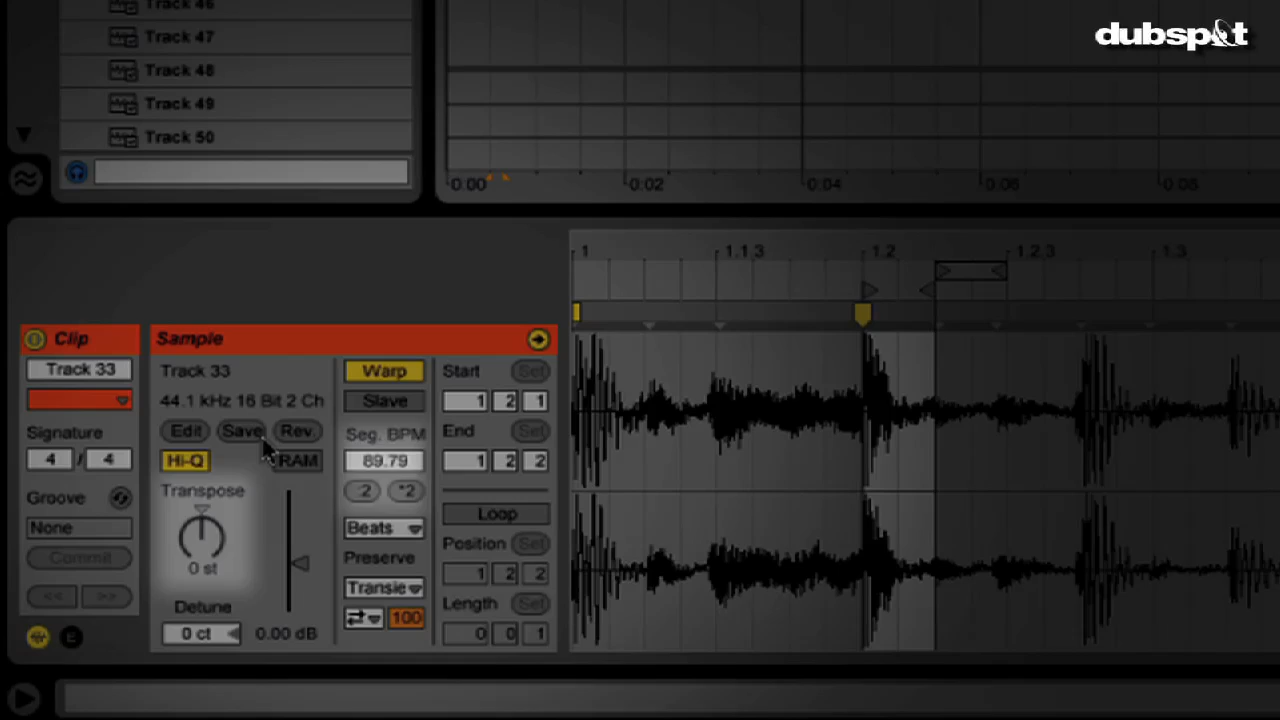 dubspot
Track 46
Track 47
Track 48
Track 49
Track 50
0:00 0:02 0:04 0:06 0:08
1 1.1.3 1.2 1.2.3 1.3
Clip
Track 33
Signature
4 / 4
Groove
None
Commit
<< >>
E
Sample
Track 33
44.1 kHz 16 Bit 2 Ch
Edit Save Rev.
Hi-Q RAM
Transpose
0 st
Detune
0 ct 0.00 dB
Warp
Slave
Seg. BPM
89.79
:2 *2
Beats
Preserve
Transie
100
Start Set
1 2 1
End Set
1 2 2
Loop
Position Set
1 2 2
Length Set
0 0 1